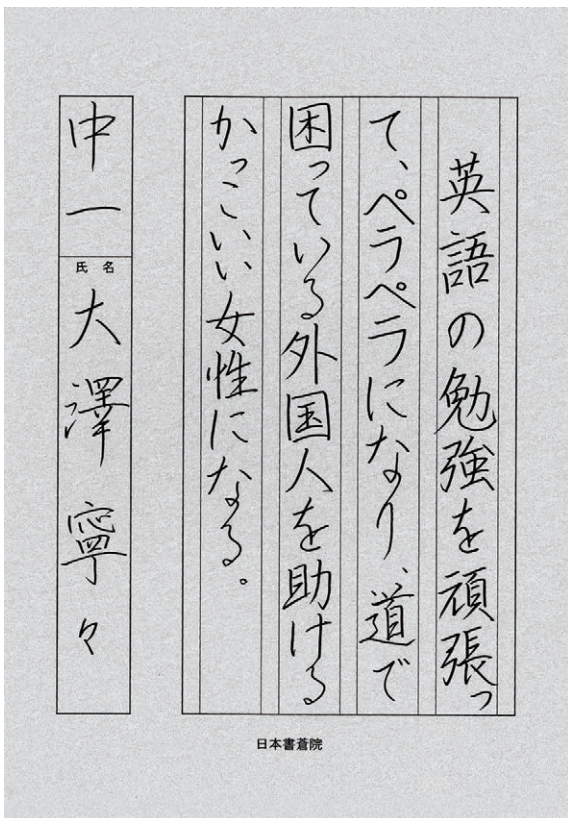 英語の勉強を頑張っ
て、ペラペラになり、道で
困っている外国人を助ける
かっこいい女性になる。
中一
氏名
大澤寧々
日本書蒼院